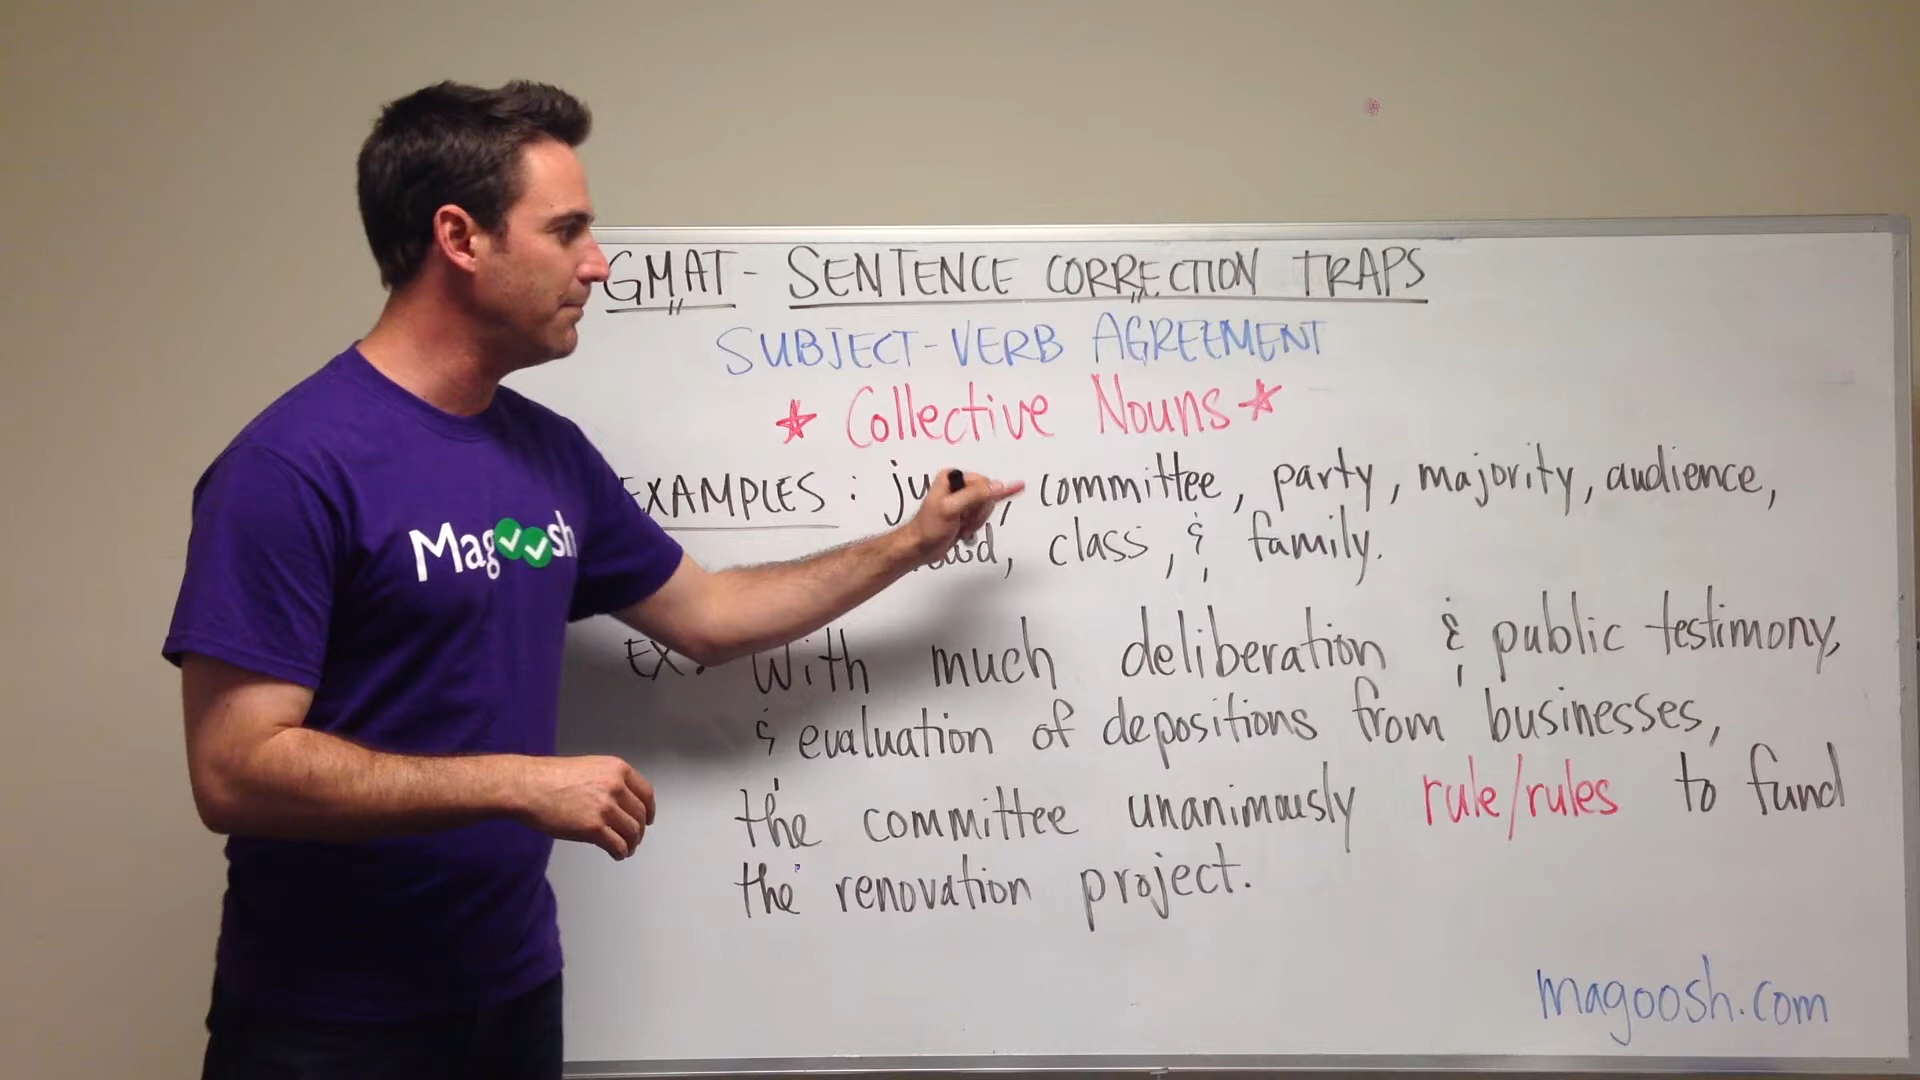 GMAT - SENTENCE CORRECTION TRAPS
SUBJECT-VERB AGREEMENT
★ Collective Nouns ★
EXAMPLES : , committee, party, majority, audience,
class, & family.
EX. With much deliberation & public testimony,
& evaluation of depositions from businesses,
the committee unanimously rule/rules to fund
the renovation project.
magoosh.com
Magoosh